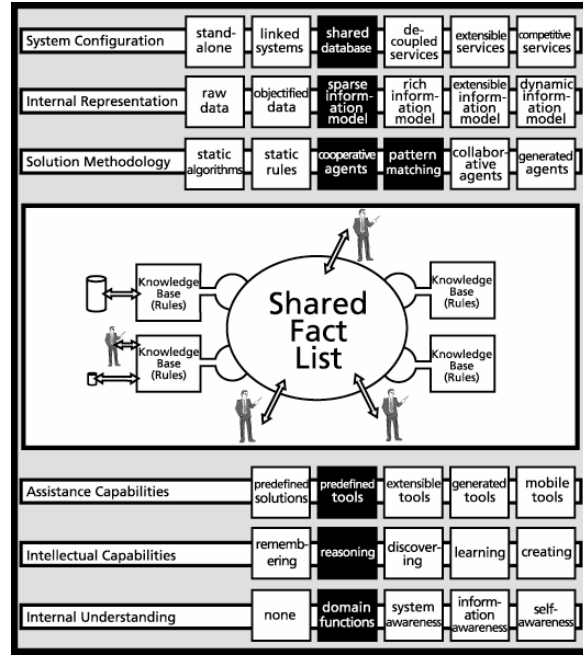 System Configuration
stand-
alone
linked
systems
shared
database
de-
coupled
services
extensible
services
competitive
services
Internal Representation
raw
data
objectified
data
sparse
inform-
ation
model
rich
inform-
ation
model
extensible
inform-
ation
model
dynamic
inform-
ation
model
Solution Methodology
static
algorithms
static
rules
cooperative
agents
pattern
matching
collabor-
ative
agents
generated
agents
Knowledge
Base
(Rules)
Knowledge
Base
(Rules)
Shared
Fact
List
Knowledge
Base
(Rules)
Knowledge
Base
(Rules)
Assistance Capabilities
predefined
solutions
predefined
tools
extensible
tools
generated
tools
mobile
tools
Intellectual Capabilities
remem-
bering
reasoning
discover-
ing
learning
creating
Internal Understanding
none
domain
functions
system
awareness
inform-
ation
awareness
self-
awareness